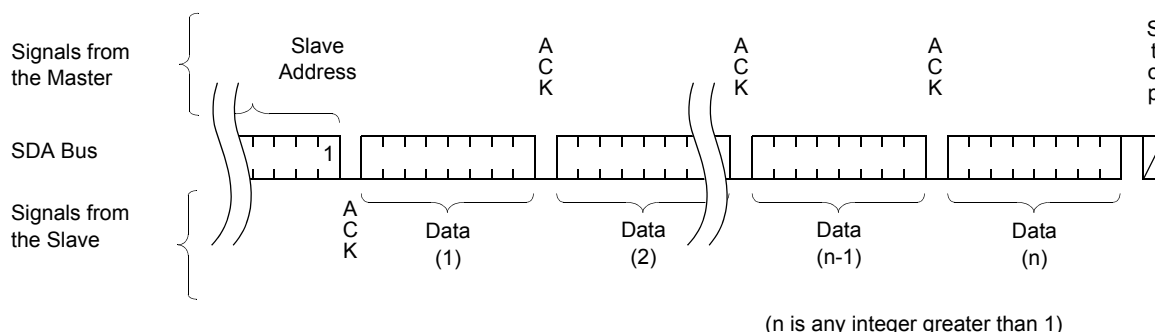 Signals from
the Master
Slave
Address
A
C
K
A
C
K
A
C
K
S
t
o
p
SDA Bus
1
Signals from
the Slave
A
C
K
Data
(1)
Data
(2)
Data
(n-1)
Data
(n)
(n is any integer greater than 1)